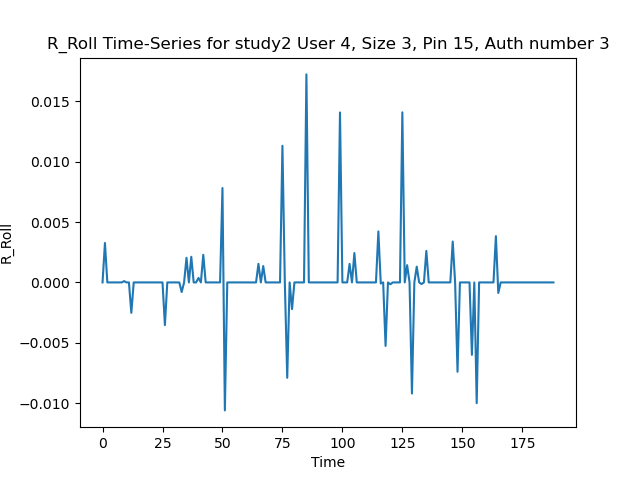 R_Roll Time-Series for study2 User 4, Size 3, Pin 15, Auth number 3
R_Roll
0.015
0.010
0.005
0.000
−0.005
−0.010
0 25 50 75 100 125 150 175
Time